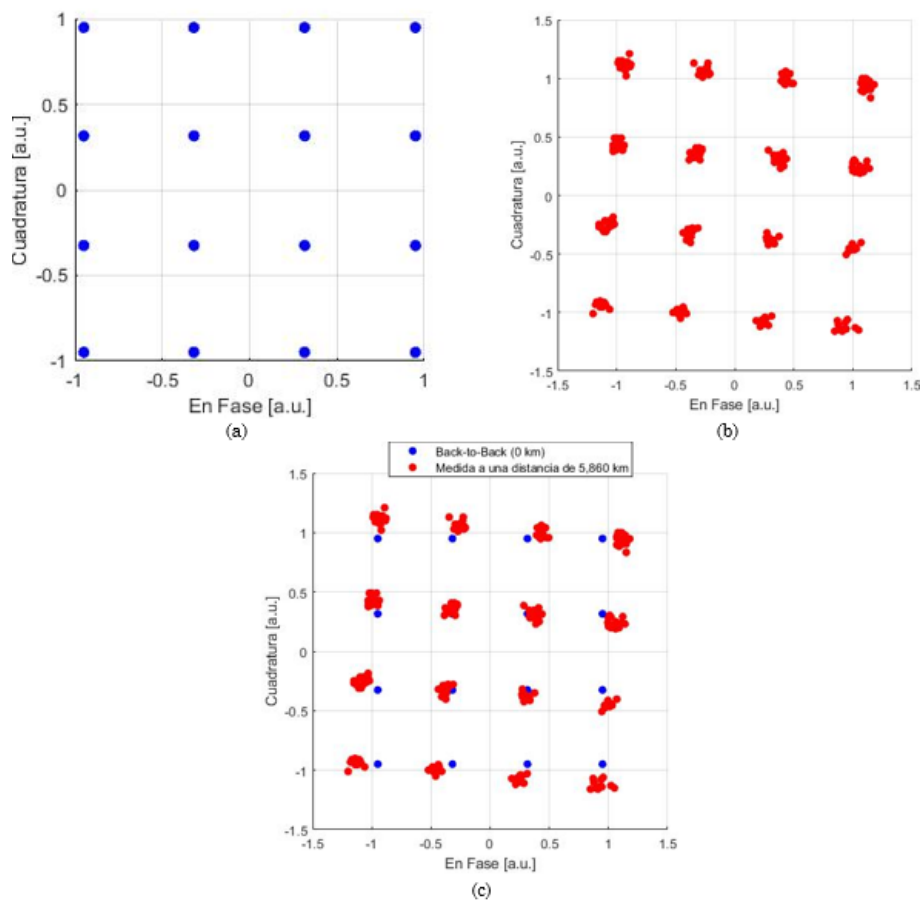 1
0.5
0
-0.5
-1
Cuadratura [a.u.]
-1 -0.5 0 0.5 1
En Fase [a.u.]
(a)
1.5
1
0.5
0
-0.5
-1
-1.5
Cuadratura [a.u.]
-1.5 -1 -0.5 0 0.5 1 1.5
En Fase [a.u.]
(b)
Back-to-Back (0 km)
Medida a una distancia de 5,860 km
1.5
1
0.5
0
-0.5
-1
-1.5
Cuadratura [a.u.]
-1.5 -1 -0.5 0 0.5 1 1.5
En Fase [a.u.]
(c)